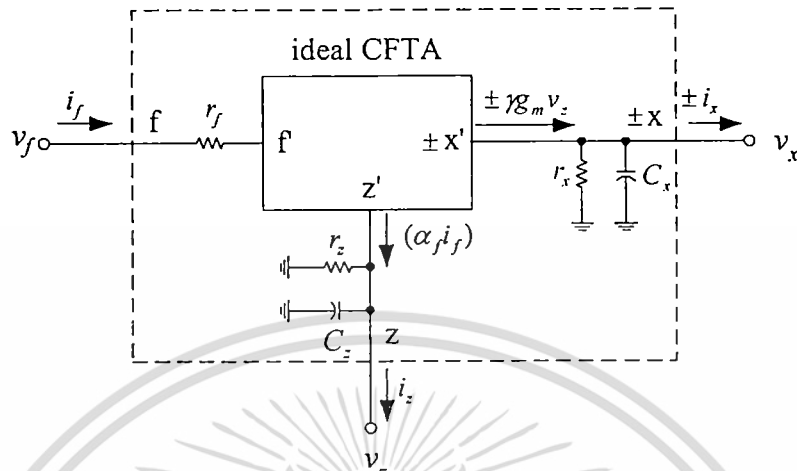 ideal CFTA
i_f
f
r_f
f'
± x'
± γg_m v_z
± x
± i_x
v_f
v_x
r_x
C_x
z'
(α_f i_f)
r_z
C_z
z
i_z
v_z